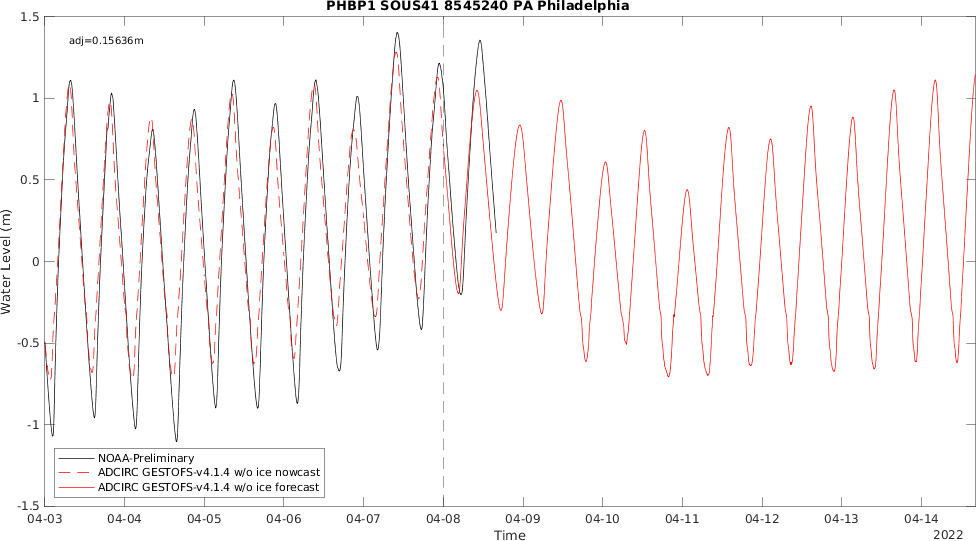 PHBP1 SOUS41 8545240 PA Philadelphia
adj=0.15636m
1.5
1
0.5
0
-0.5
-1
-1.5
Water Level (m)
NOAA-Preliminary
ADCIRC GESTOFS-v4.1.4 w/o ice nowcast
ADCIRC GESTOFS-v4.1.4 w/o ice forecast
04-03 04-04 04-05 04-06 04-07 04-08 04-09 04-10 04-11 04-12 04-13 04-14
Time
2022